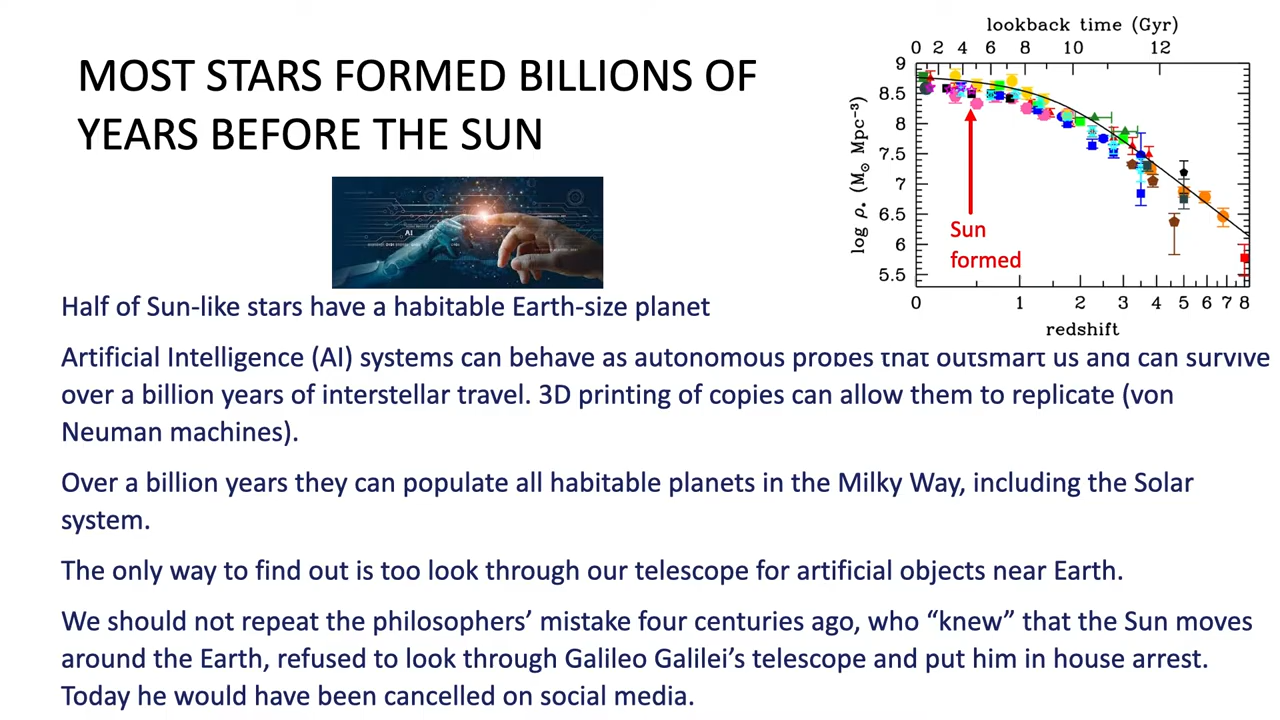 MOST STARS FORMED BILLIONS OF
YEARS BEFORE THE SUN
lookback time (Gyr)
0 2 4 6 8 10 12
9
8.5
8
7.5
7
6.5
6
5.5
log ρ* (M⊙ Mpc⁻³)
Sun
formed
0 1 2 3 4 5 6 7 8
redshift
AI
Half of Sun-like stars have a habitable Earth-size planet
Artificial Intelligence (AI) systems can behave as autonomous probes that outsmart us and can survive
over a billion years of interstellar travel. 3D printing of copies can allow them to replicate (von
Neuman machines).
Over a billion years they can populate all habitable planets in the Milky Way, including the Solar
system.
The only way to find out is too look through our telescope for artificial objects near Earth.
We should not repeat the philosophers’ mistake four centuries ago, who “knew” that the Sun moves
around the Earth, refused to look through Galileo Galilei’s telescope and put him in house arrest.
Today he would have been cancelled on social media.